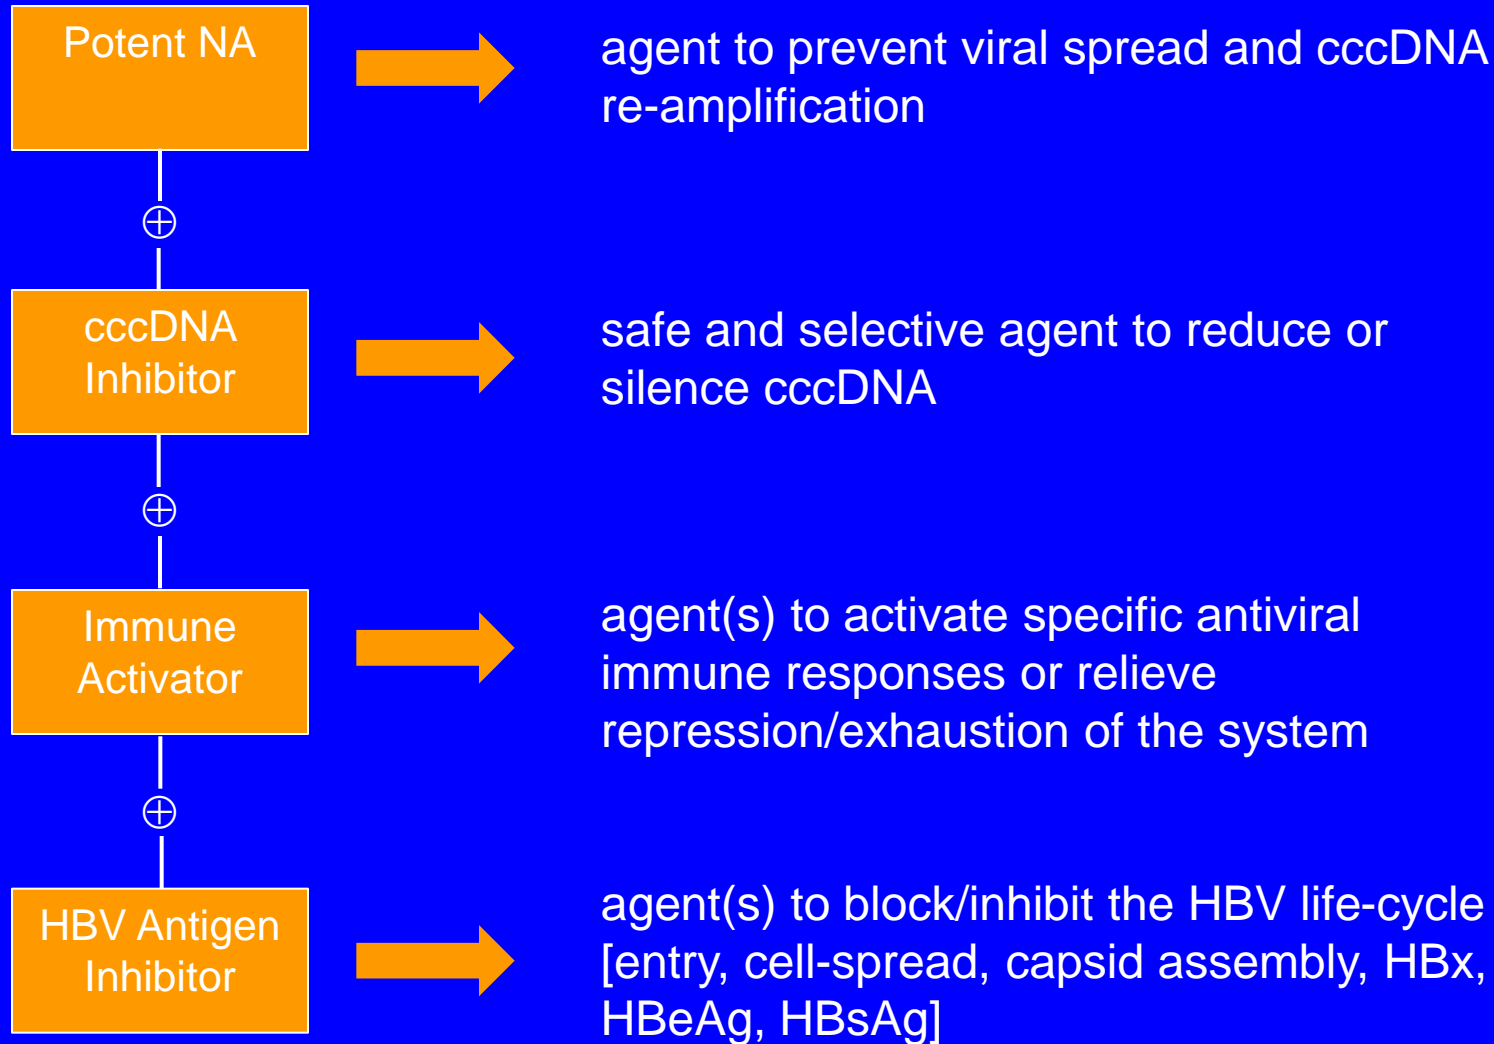 Potent NA
agent to prevent viral spread and cccDNA
re-amplification
⊕
cccDNA
Inhibitor
safe and selective agent to reduce or
silence cccDNA
⊕
Immune
Activator
agent(s) to activate specific antiviral
immune responses or relieve
repression/exhaustion of the system
⊕
HBV Antigen
Inhibitor
agent(s) to block/inhibit the HBV life-cycle
[entry, cell-spread, capsid assembly, HBx,
HBeAg, HBsAg]